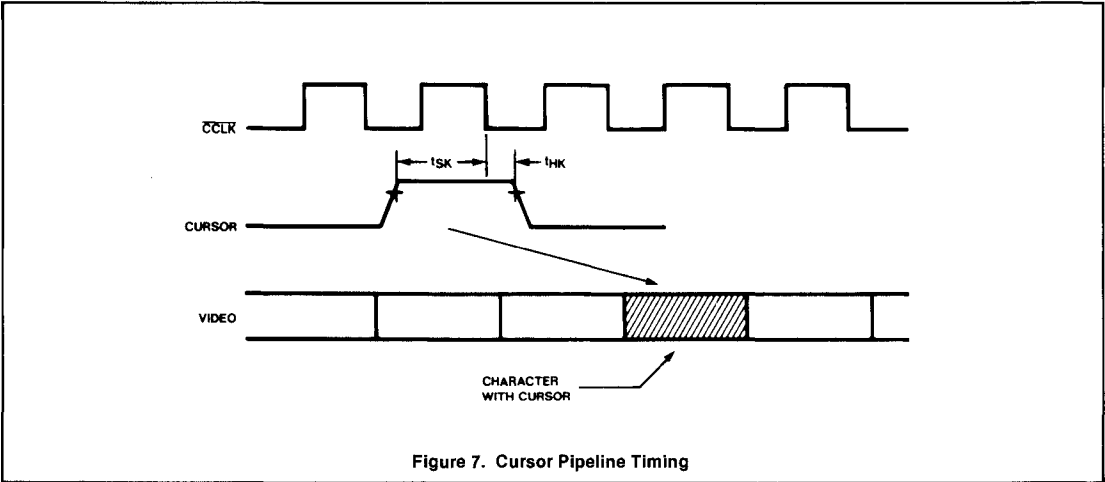 CCLK
tSK
tHK
CURSOR
VIDEO
CHARACTER
WITH CURSOR
Figure 7. Cursor Pipeline Timing